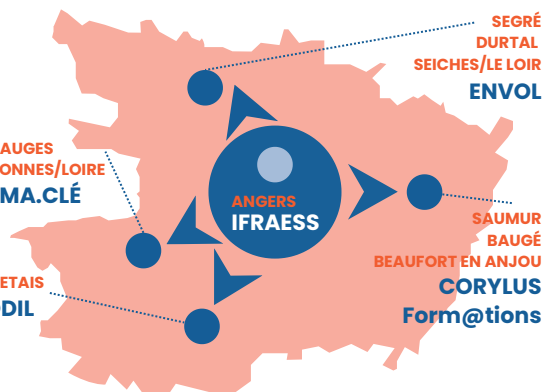 SEGRÉ
DURTAL
SEICHES/LE LOIR
ENVOL
AUGES
ONNES/LOIRE
MA.CLÉ
ANGERS
IFRAESS
SAUMUR
BAUGÉ
BEAUFORT EN ANJOU
CORYLUS
Form@tions
ETAIS
DIL